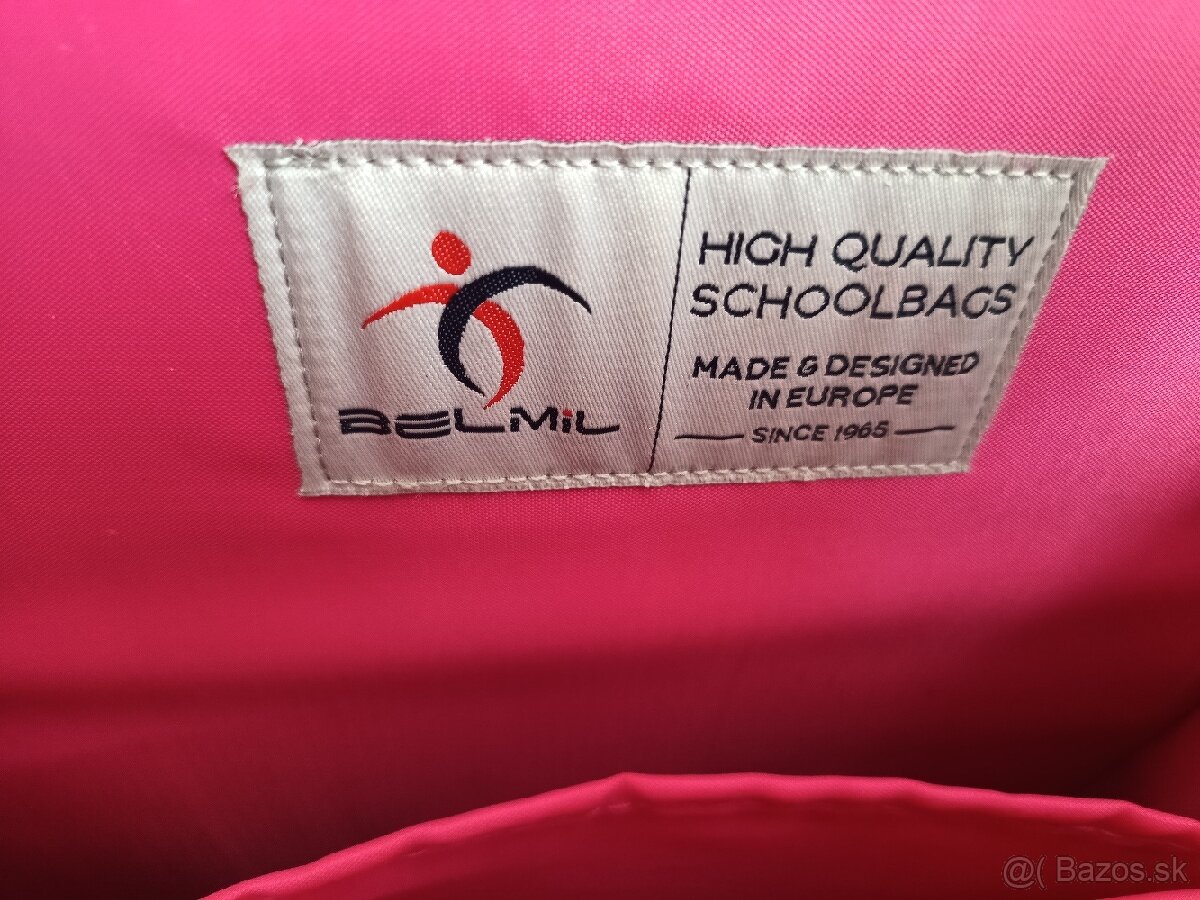 BELMIL
HIGH QUALITY
SCHOOLBAGS
MADE & DESIGNED
IN EUROPE
SINCE 1965
@( Bazos.sk